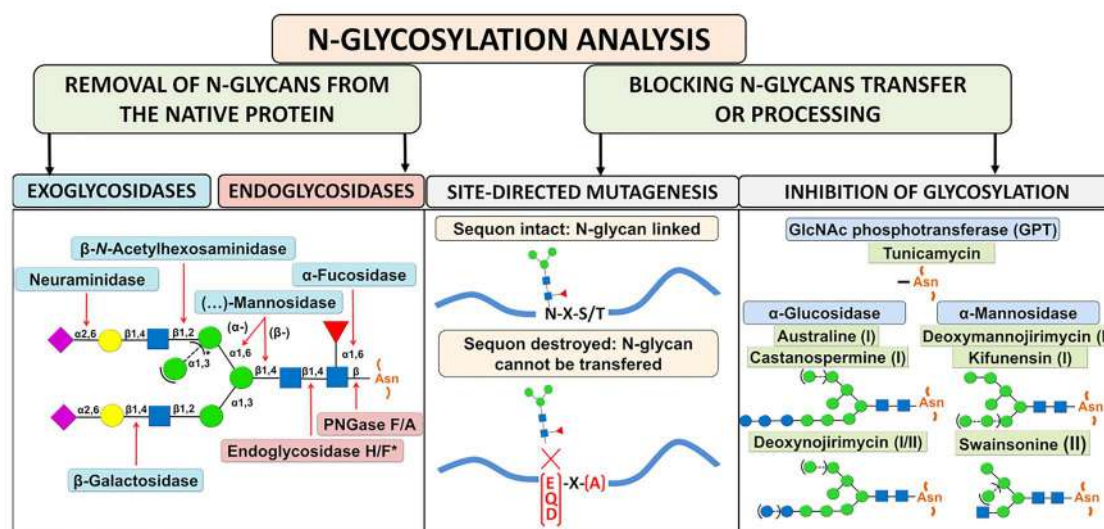 N-GLYCOSYLATION ANALYSIS
REMOVAL OF N-GLYCANS FROM
THE NATIVE PROTEIN
BLOCKING N-GLYCANS TRANSFER
OR PROCESSING
EXOGLYCOSIDASES
ENDOGLYCOSIDASES
SITE-DIRECTED MUTAGENESIS
INHIBITION OF GLYCOSYLATION
β-N-Acetylhexosaminidase
Neuraminidase
α-Fucosidase
(...)-Mannosidase
(α-)
(β-)
α2,6
β1,4
β1,2
α1,3
α1,6
β1,4
β1,4
α1,6
β
Asn
α1,3
α2,6
β1,4
β1,2
PNGase F/A
Endoglycosidase H/F*
β-Galactosidase
Sequon intact: N-glycan linked
N-X-S/T
Sequon destroyed: N-glycan
cannot be transfered
E
Q
D
-X-(A)
GlcNAc phosphotransferase (GPT)
Tunicamycin
Asn
α-Glucosidase
Australine (I)
Castanospermine (I)
Asn
Deoxynojirimycin (I/II)
Asn
α-Mannosidase
Deoxymannojirimycin (I
Kifunensin (I)
Asn
Swainsonine (II)
Asn